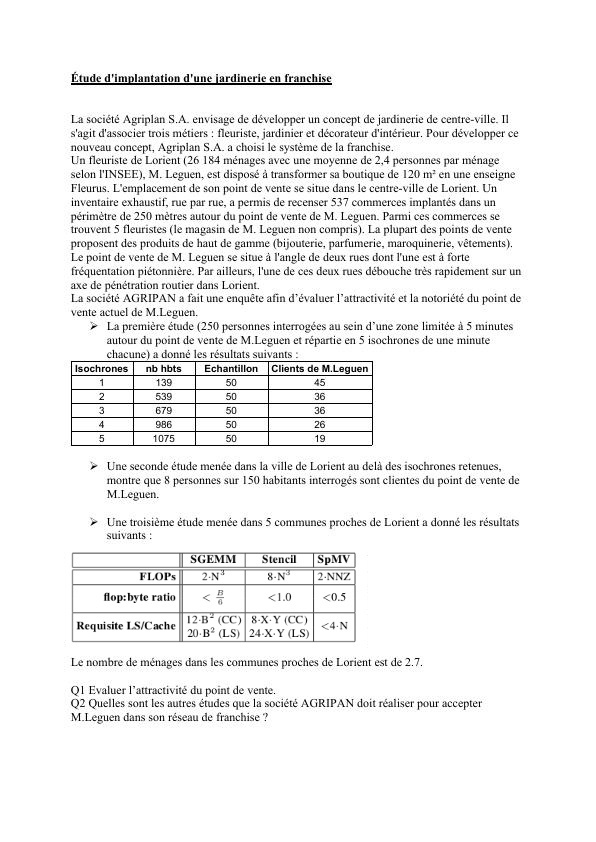 Étude d'implantation d'une jardinerie en franchise
La société Agriplan S.A. envisage de développer un concept de jardinerie de centre-ville. Il
s'agit d'associer trois métiers : fleuriste, jardinier et décorateur d'intérieur. Pour développer ce
nouveau concept, Agriplan S.A. a choisi le système de la franchise.
Un fleuriste de Lorient (26 184 ménages avec une moyenne de 2,4 personnes par ménage
selon l'INSEE), M. Leguen, est disposé à transformer sa boutique de 120 m² en une enseigne
Fleurus. L'emplacement de son point de vente se situe dans le centre-ville de Lorient. Un
inventaire exhaustif, rue par rue, a permis de recenser 537 commerces implantés dans un
périmètre de 250 mètres autour du point de vente de M. Leguen. Parmi ces commerces se
trouvent 5 fleuristes (le magasin de M. Leguen non compris). La plupart des points de vente
proposent des produits de haut de gamme (bijouterie, parfumerie, maroquinerie, vêtements).
Le point de vente de M. Leguen se situe à l'angle de deux rues dont l'une est à forte
fréquentation piétonnière. Par ailleurs, l'une de ces deux rues débouche très rapidement sur un
axe de pénétration routier dans Lorient.
La société AGRIPAN a fait une enquête afin d'évaluer l'attractivité et la notoriété du point de
vente actuel de M.Leguen.
➢ La première étude (250 personnes interrogées au sein d'une zone limitée à 5 minutes
autour du point de vente de M.Leguen et répartie en 5 isochrones de une minute
chacune) a donné les résultats suivants :
Isochrones nb hbts Echantillon Clients de M.Leguen
1 139 50 45
2 539 50 36
3 679 50 36
4 986 50 26
5 1075 50 19
➢ Une seconde étude menée dans la ville de Lorient au delà des isochrones retenues,
montre que 8 personnes sur 150 habitants interrogés sont clientes du point de vente de
M.Leguen.
➢ Une troisième étude menée dans 5 communes proches de Lorient a donné les résultats
suivants :
SGEMM Stencil SpMV
FLOPs 2·N³ 8·N³ 2·NNZ
flop:byte ratio < B/6 <1.0 <0.5
Requisite LS/Cache 12·B² (CC) 8·X·Y (CC) <4·N
20·B² (LS) 24·X·Y (LS)
Le nombre de ménages dans les communes proches de Lorient est de 2.7.
Q1 Evaluer l'attractivité du point de vente.
Q2 Quelles sont les autres études que la société AGRIPAN doit réaliser pour accepter
M.Leguen dans son réseau de franchise ?